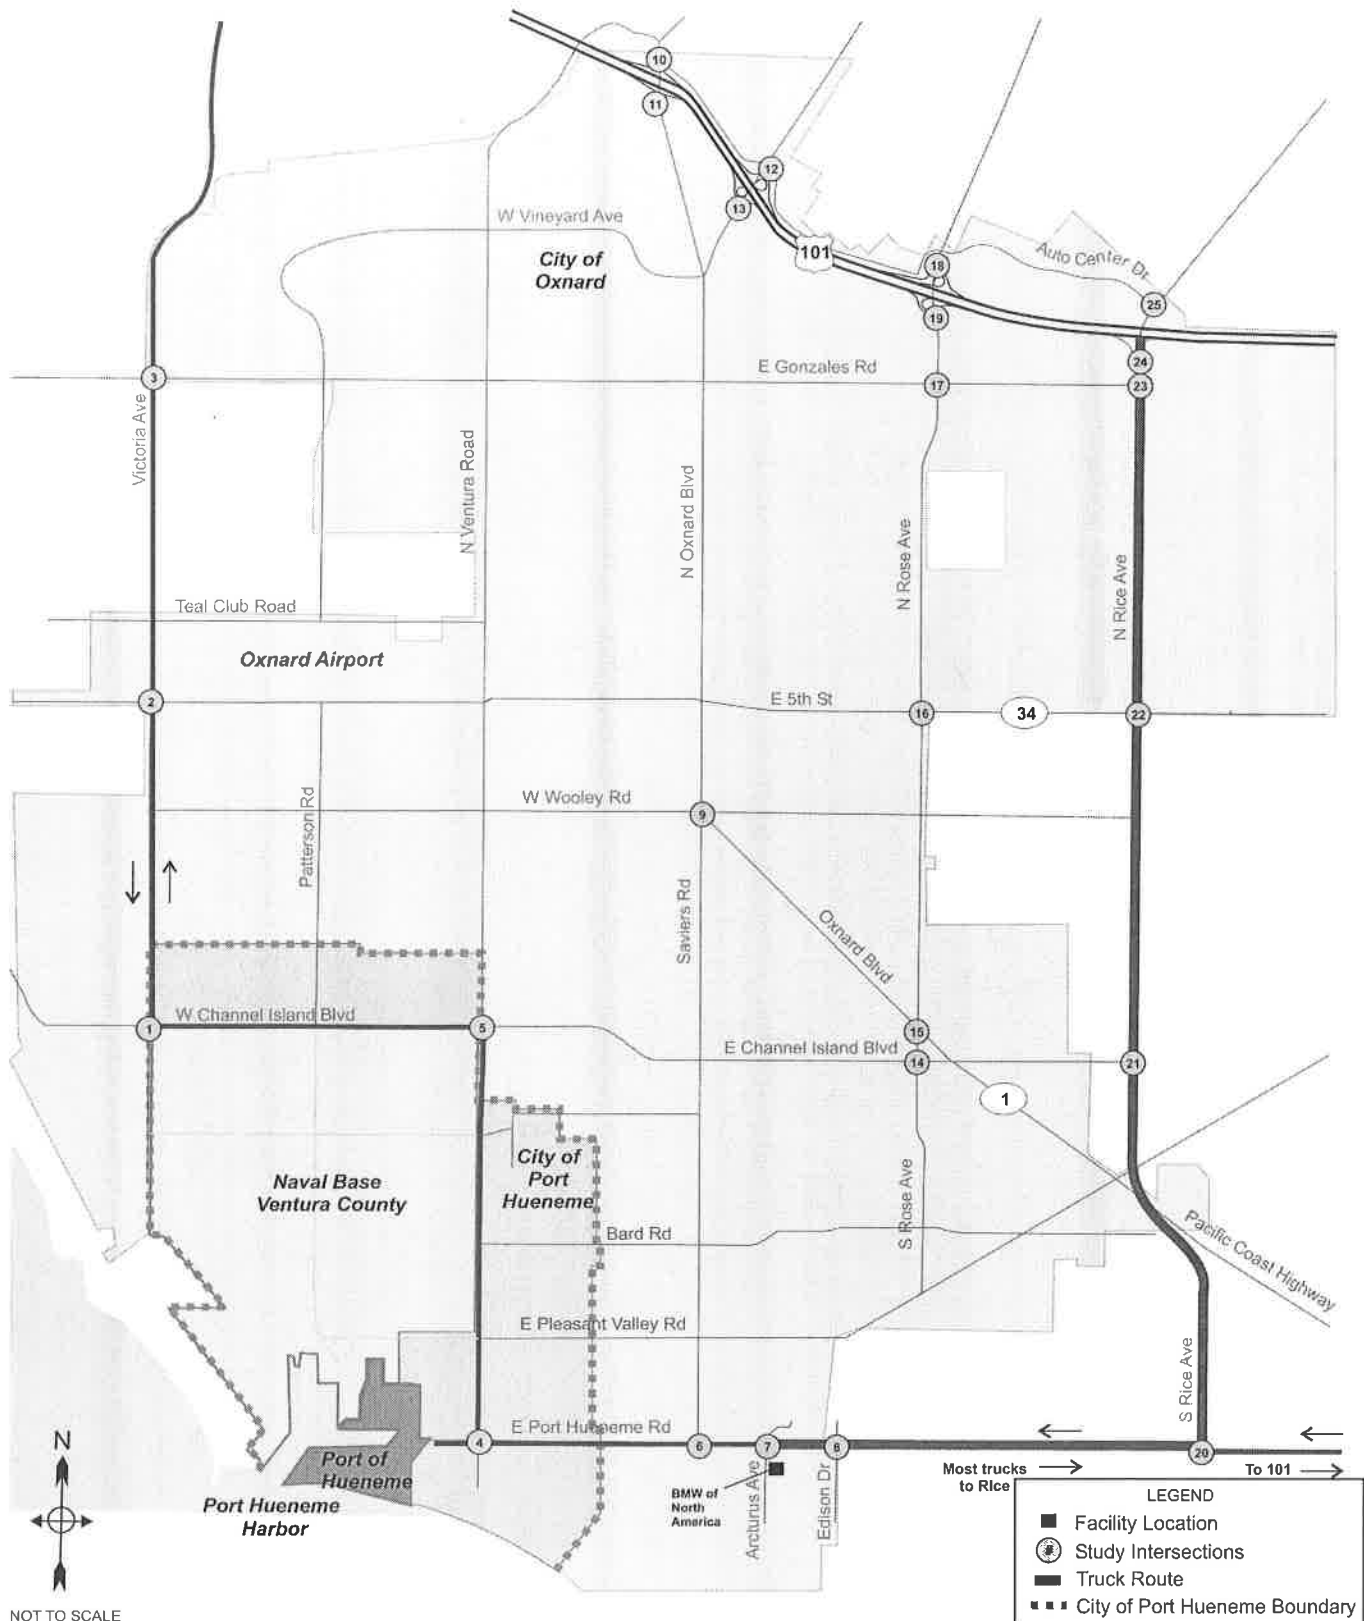 10
11
12
13
W Vineyard Ave
City of
Oxnard
101
18
Auto Center Dr
25
19
24
E Gonzales Rd
3
17
23
Victoria Ave
N Ventura Road
N Oxnard Blvd
N Rose Ave
N Rice Ave
Teal Club Road
Oxnard Airport
2
E 5th St
16
34
22
W Wooley Rd
9
Patterson Rd
Saviers Rd
Oxnard Blvd
W Channel Island Blvd
1
5
15
E Channel Island Blvd
14
21
1
City of
Port
Hueneme
Naval Base
Ventura County
S Rose Ave
Bard Rd
Pacific Coast Highway
E Pleasant Valley Rd
S Rice Ave
E Port Hueneme Rd
4
6
7
8
20
N
Port of
Hueneme
Port Hueneme
Harbor
BMW of
North
America
Arcturus Ave
Edison Dr
Most trucks
to Rice
To 101
LEGEND
Facility Location
Study Intersections
Truck Route
City of Port Hueneme Boundary
NOT TO SCALE